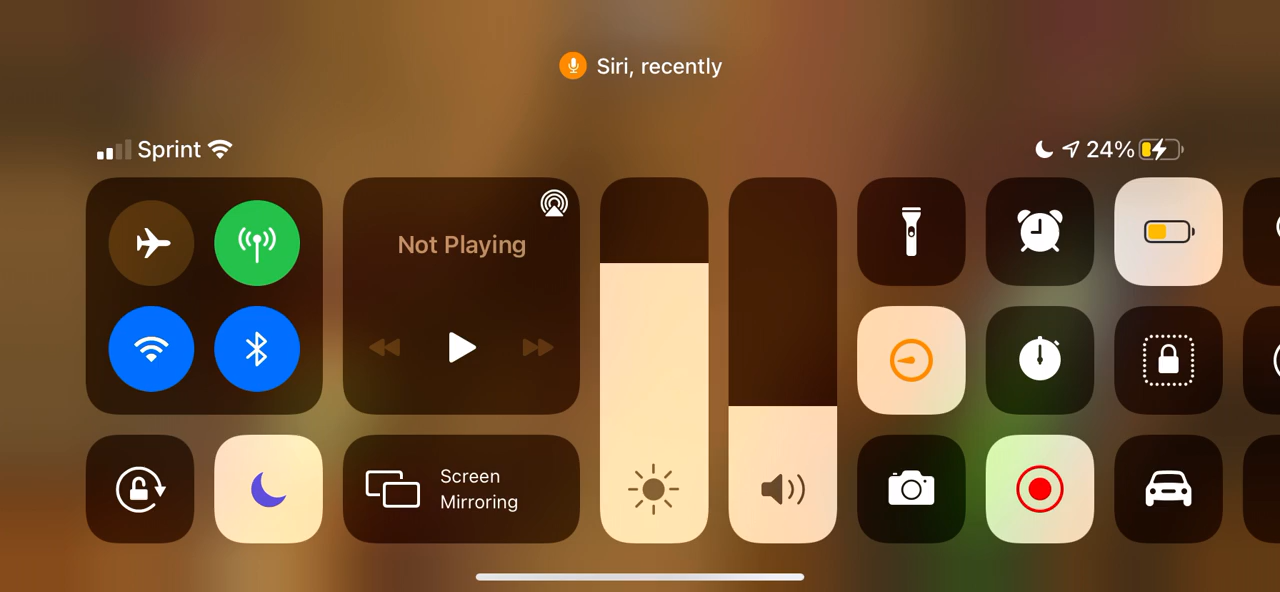 Siri, recently
Sprint
24%
Not Playing
Screen
Mirroring